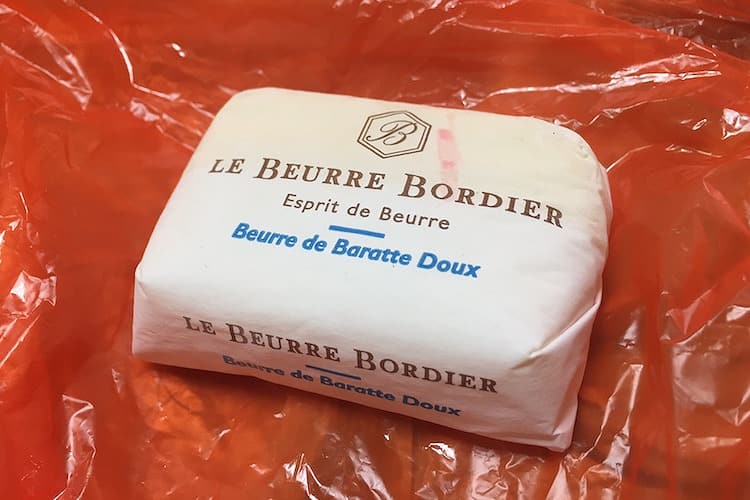 B
LE BEURRE BORDIER
Esprit de Beurre
Beurre de Baratte Doux
LE BEURRE BORDIER
Beurre de Baratte Doux